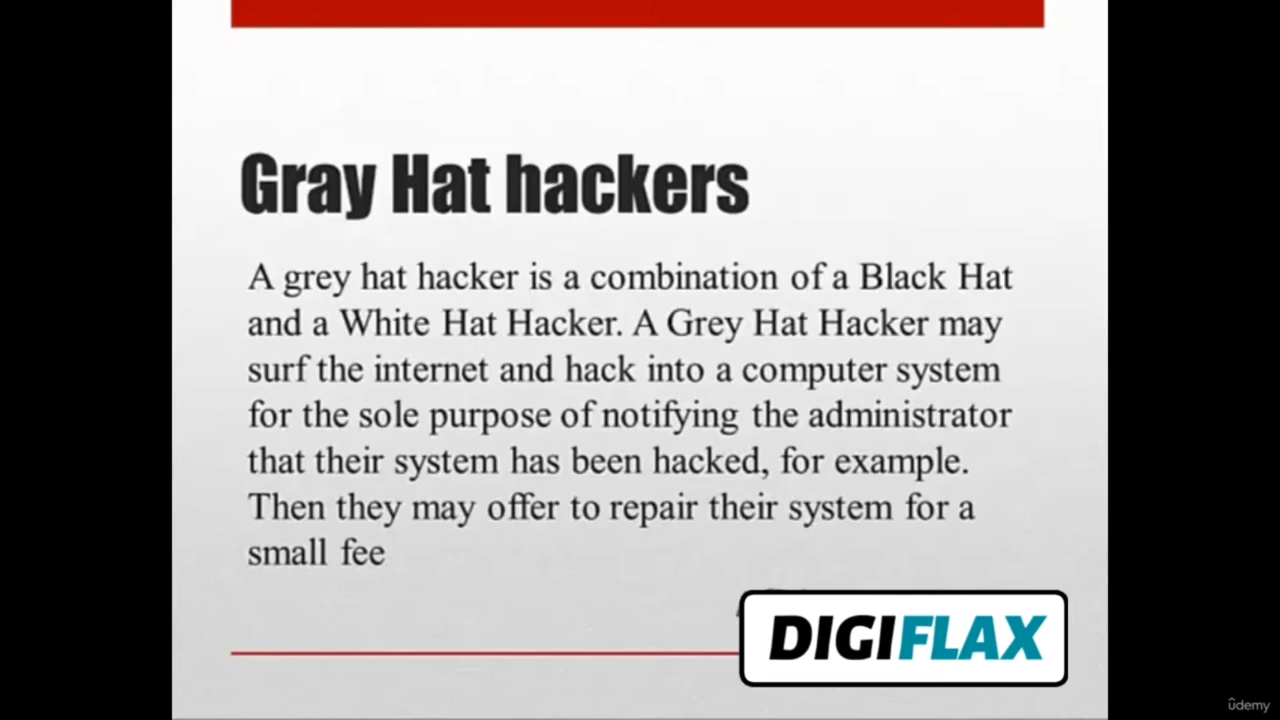 Gray Hat hackers
A grey hat hacker is a combination of a Black Hat
and a White Hat Hacker. A Grey Hat Hacker may
surf the internet and hack into a computer system
for the sole purpose of notifying the administrator
that their system has been hacked, for example.
Then they may offer to repair their system for a
small fee
DIGIFLAX
ûdemy